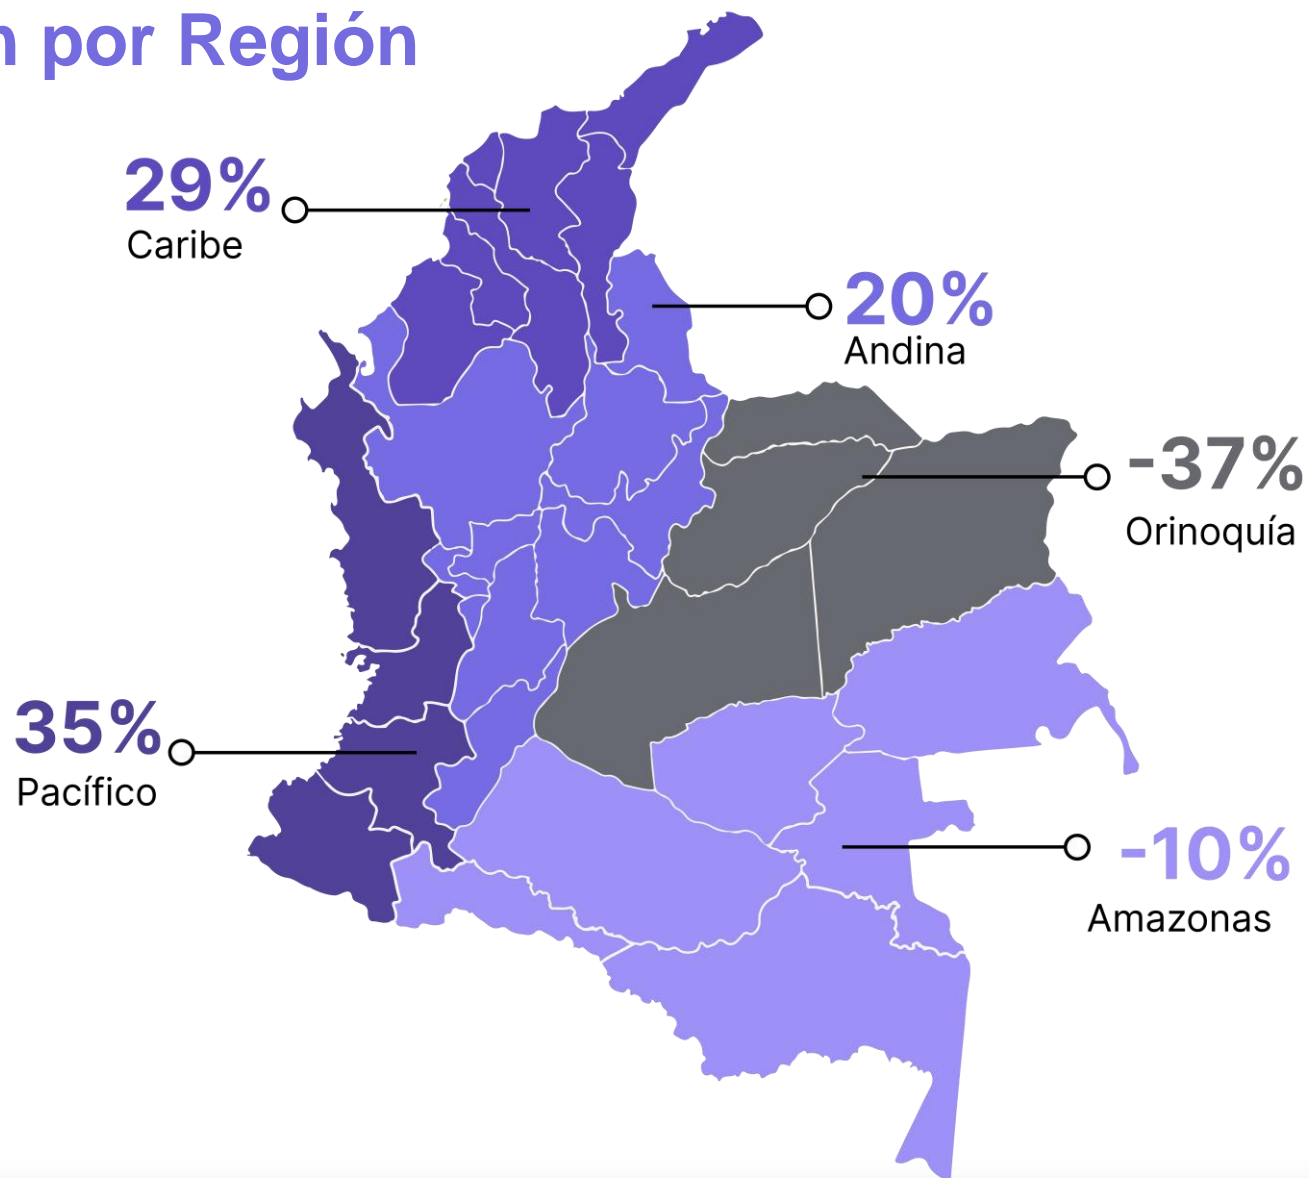 n por Región
29%
Caribe
20%
Andina
-37%
Orinoquía
35%
Pacífico
-10%
Amazonas